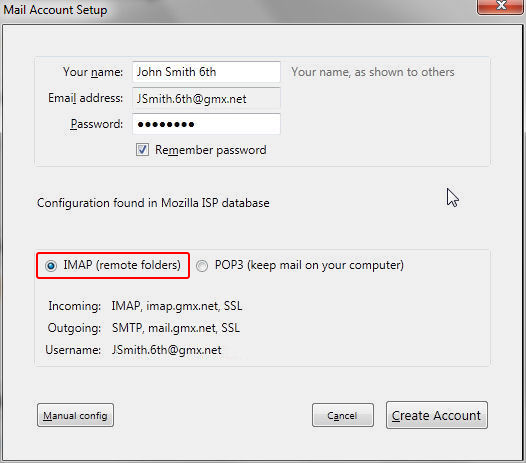 Mail Account Setup
Your name: John Smith 6th Your name, as shown to others
Email address: JSmith.6th@gmx.net
Password: ●●●●●●●●
Remember password
Configuration found in Mozilla ISP database
IMAP (remote folders) POP3 (keep mail on your computer)
Incoming: IMAP, imap.gmx.net, SSL
Outgoing: SMTP, mail.gmx.net, SSL
Username: JSmith.6th@gmx.net
Manual config Cancel Create Account